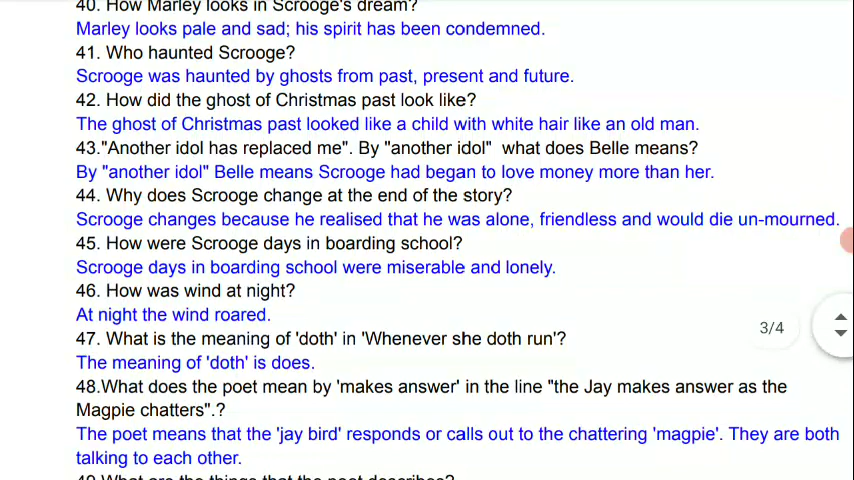 40. How Marley looks in Scrooge's dream?
Marley looks pale and sad; his spirit has been condemned.
41. Who haunted Scrooge?
Scrooge was haunted by ghosts from past, present and future.
42. How did the ghost of Christmas past look like?
The ghost of Christmas past looked like a child with white hair like an old man.
43."Another idol has replaced me". By "another idol"  what does Belle means?
By "another idol" Belle means Scrooge had began to love money more than her.
44. Why does Scrooge change at the end of the story?
Scrooge changes because he realised that he was alone, friendless and would die un-mourned.
45. How were Scrooge days in boarding school?
Scrooge days in boarding school were miserable and lonely.
46. How was wind at night?
At night the wind roared.
3/4
47. What is the meaning of 'doth' in 'Whenever she doth run'?
The meaning of 'doth' is does.
48.What does the poet mean by 'makes answer' in the line "the Jay makes answer as the
Magpie chatters".?
The poet means that the 'jay bird' responds or calls out to the chattering 'magpie'. They are both
talking to each other.
49.What are the things that the poet describes?